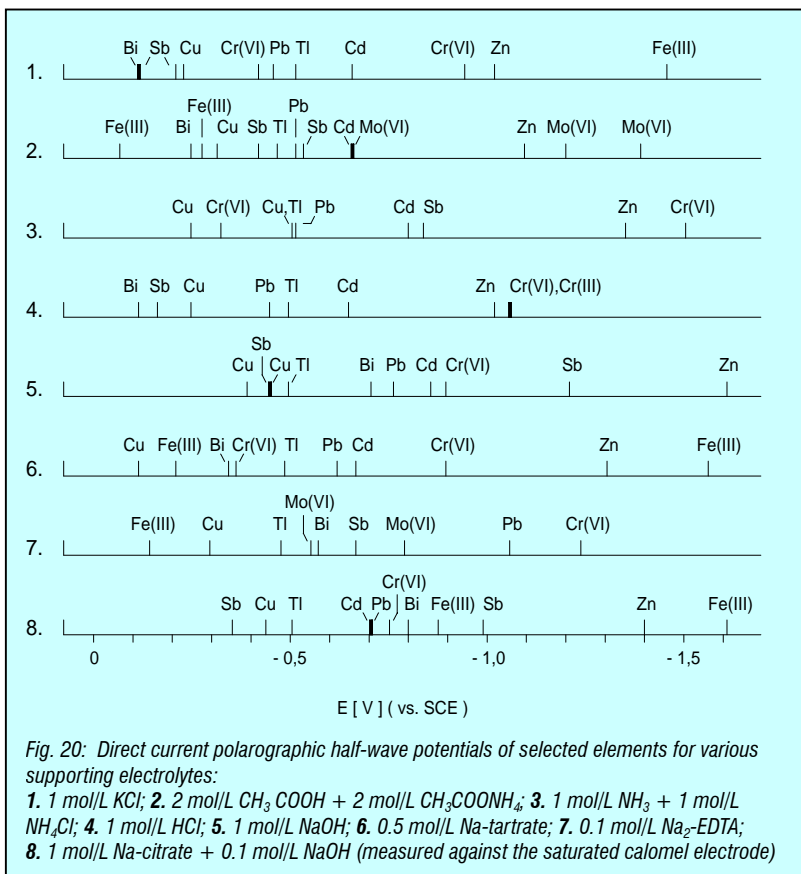 Bi Sb Cu Cr(VI) Pb Tl Cd Cr(VI) Zn Fe(III)
1.
Fe(III) Pb
Fe(III) Bi Cu Sb Tl Sb Cd Mo(VI) Zn Mo(VI) Mo(VI)
2.
Cu Cr(VI) Cu,Tl Pb Cd Sb Zn Cr(VI)
3.
Bi Sb Cu Pb Tl Cd Zn Cr(VI),Cr(III)
4.
Sb
Cu Cu Tl Bi Pb Cd Cr(VI) Sb Zn
5.
Cu Fe(III) Bi Cr(VI) Tl Pb Cd Cr(VI) Zn Fe(III)
6.
Mo(VI)
Fe(III) Cu Tl Bi Sb Mo(VI) Pb Cr(VI)
7.
Cr(VI)
Sb Cu Tl Cd Pb Bi Fe(III) Sb Zn Fe(III)
8.
0 - 0,5 - 1,0 - 1,5
E [ V ] ( vs. SCE )
Fig. 20: Direct current polarographic half-wave potentials of selected elements for various
supporting electrolytes:
1. 1 mol/L KCl; 2. 2 mol/L CH3 COOH + 2 mol/L CH3COONH4; 3. 1 mol/L NH3 + 1 mol/L
NH4Cl; 4. 1 mol/L HCl; 5. 1 mol/L NaOH; 6. 0.5 mol/L Na-tartrate; 7. 0.1 mol/L Na2-EDTA;
8. 1 mol/L Na-citrate + 0.1 mol/L NaOH (measured against the saturated calomel electrode)